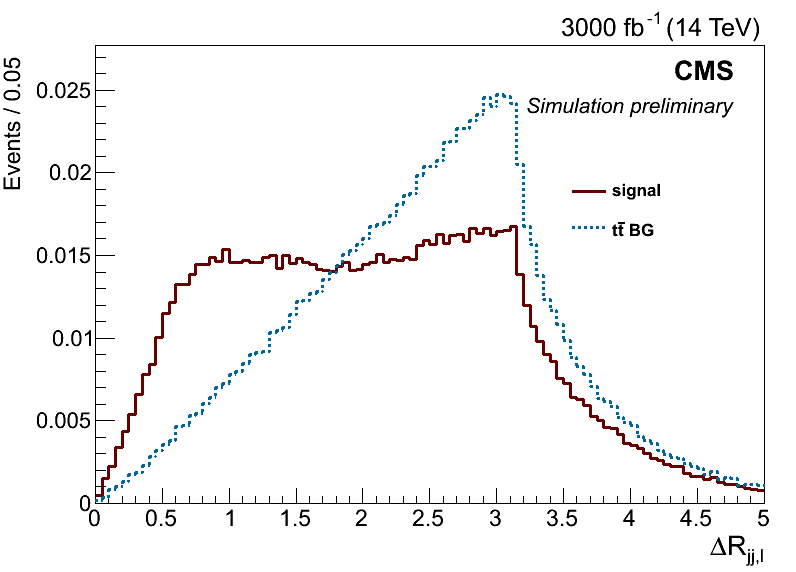 3000 fb⁻¹ (14 TeV)
CMS
Simulation preliminary
Events / 0.05
0.025
0.02
0.015
0.01
0.005
0
signal
tt̄ BG
0 0.5 1 1.5 2 2.5 3 3.5 4 4.5 5
ΔR_jj,l